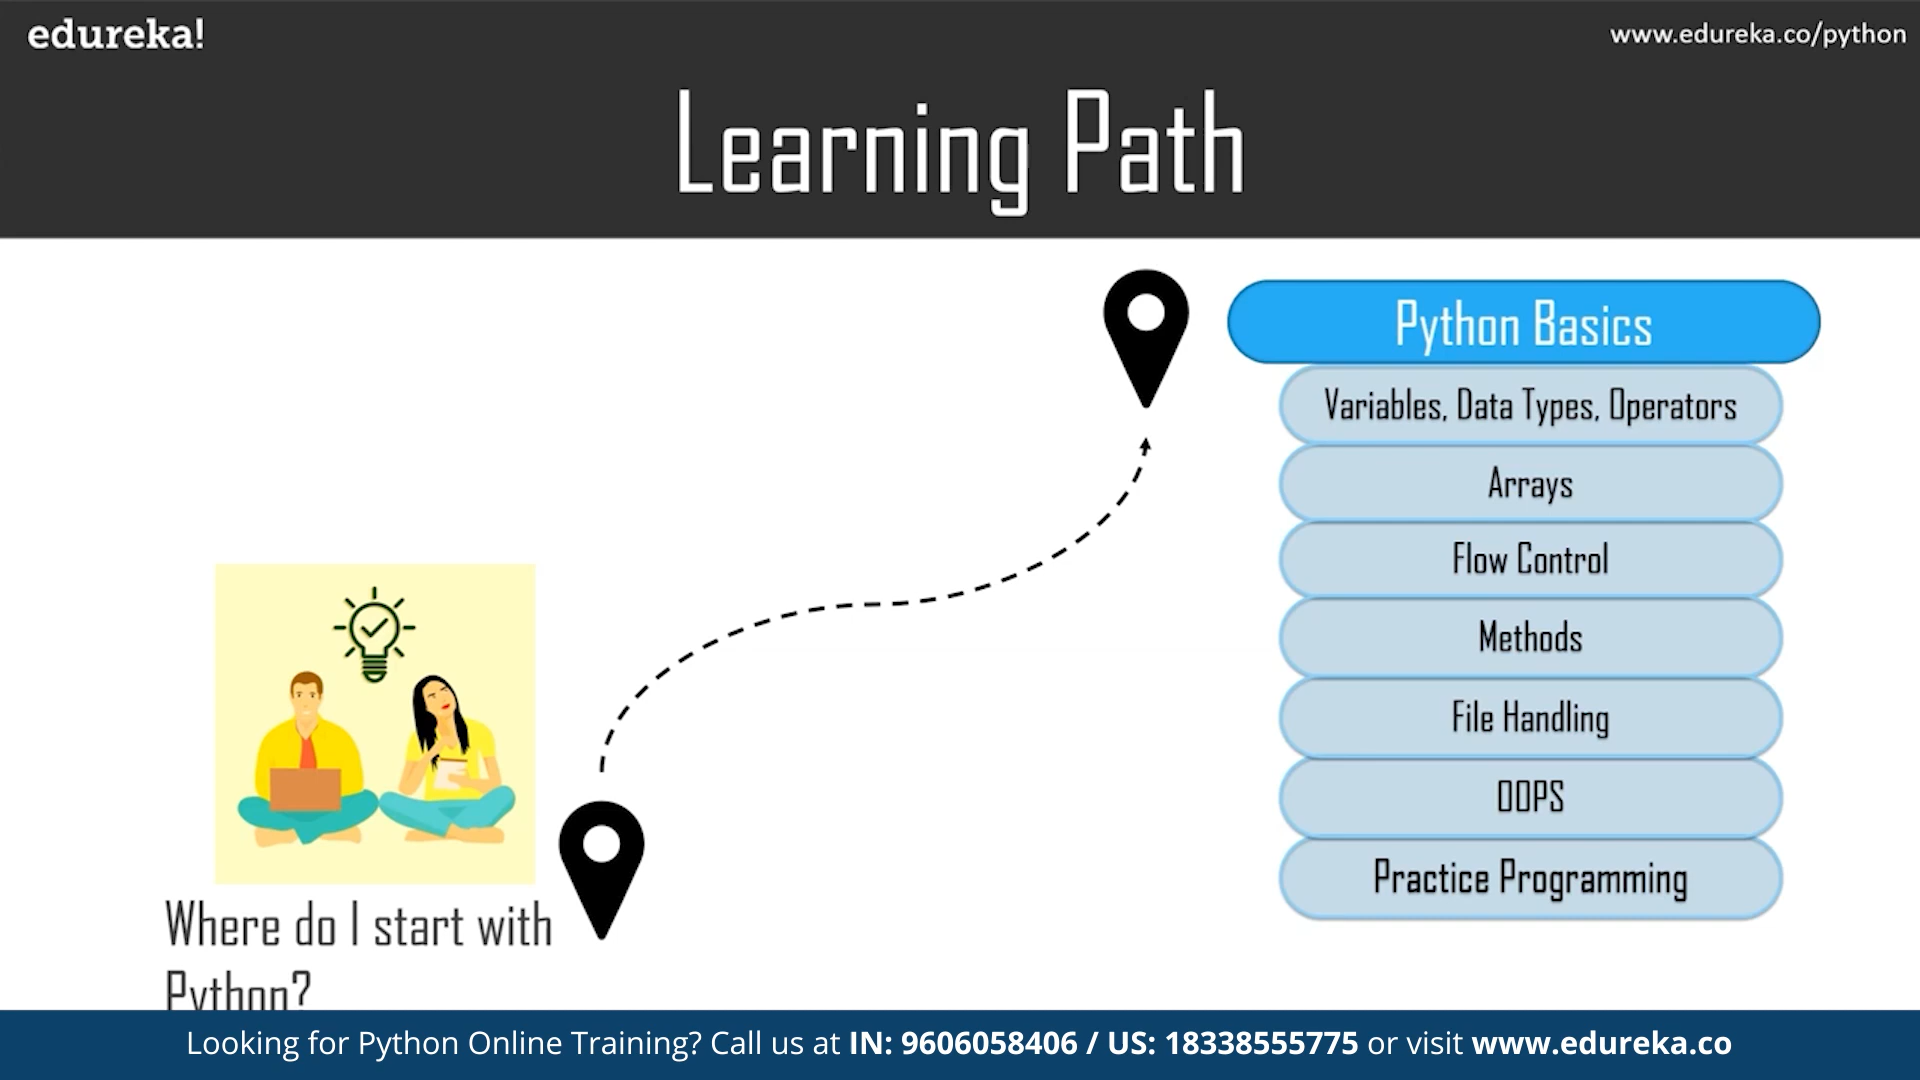 edureka!
www.edureka.co/python
Learning Path
Python Basics
Variables, Data Types, Operators
Arrays
Flow Control
Methods
File Handling
OOPS
Practice Programming
Where do I start with
Python?
Looking for Python Online Training? Call us at IN: 9606058406 / US: 18338555775 or visit www.edureka.co